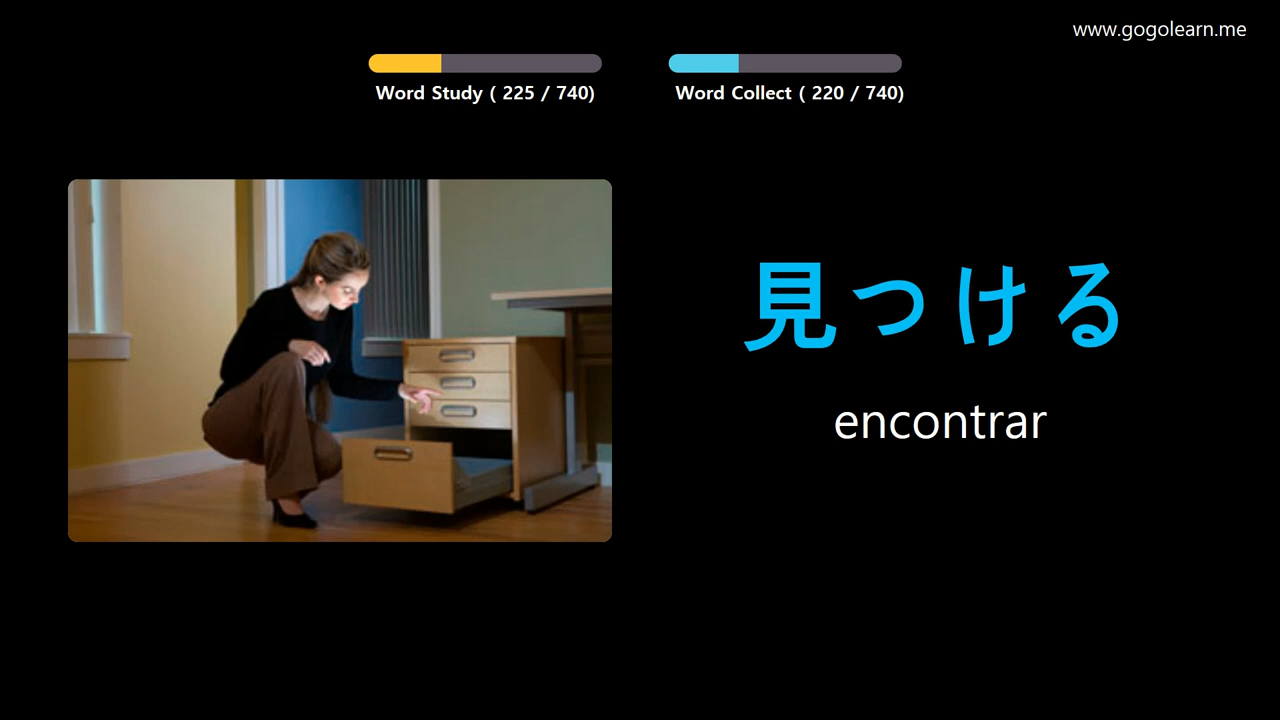 www.gogolearn.me
Word Study ( 225 / 740)
Word Collect ( 220 / 740)
見つける
encontrar